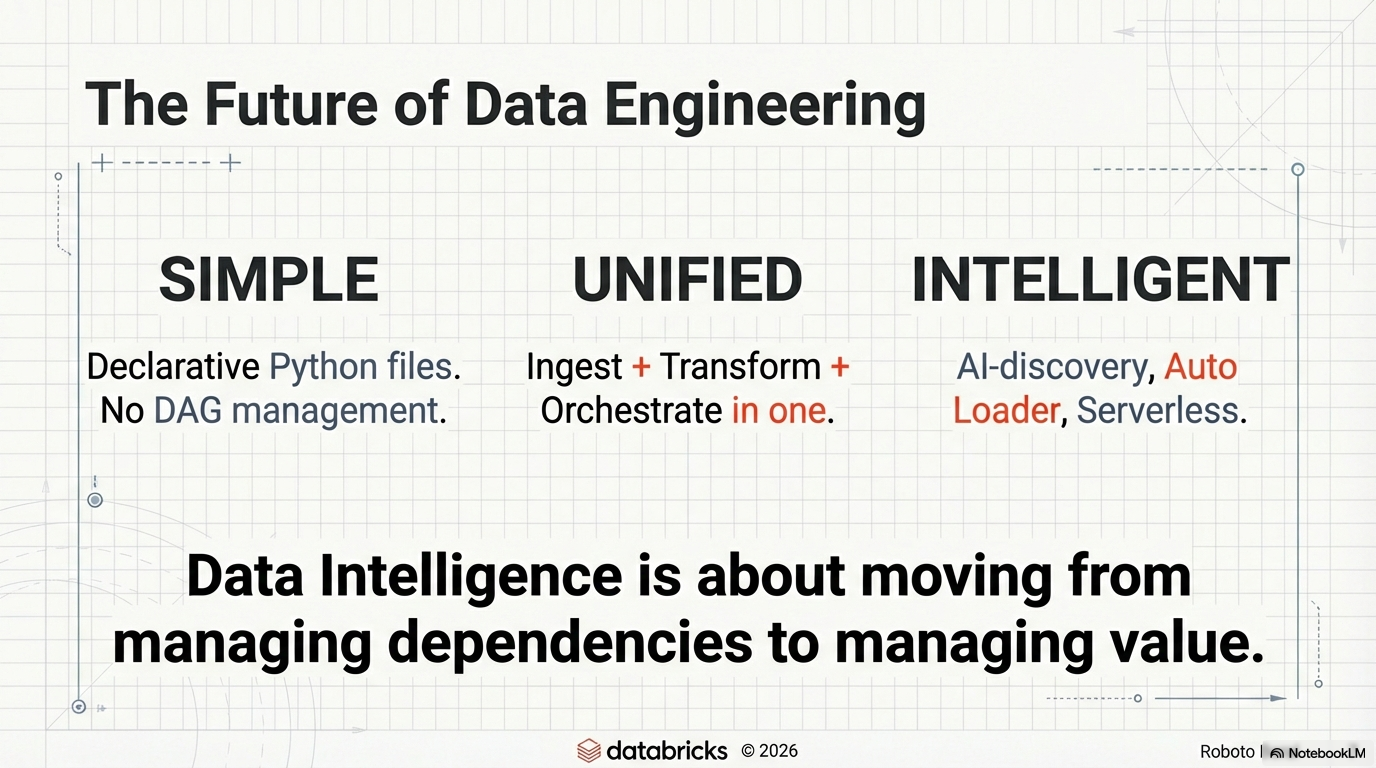 The Future of Data Engineering
SIMPLE
Declarative Python files.
No DAG management.
UNIFIED
Ingest + Transform +
Orchestrate in one.
INTELLIGENT
AI-discovery, Auto
Loader, Serverless.
Data Intelligence is about moving from
managing dependencies to managing value.
databricks © 2026
Roboto |
NotebookLM